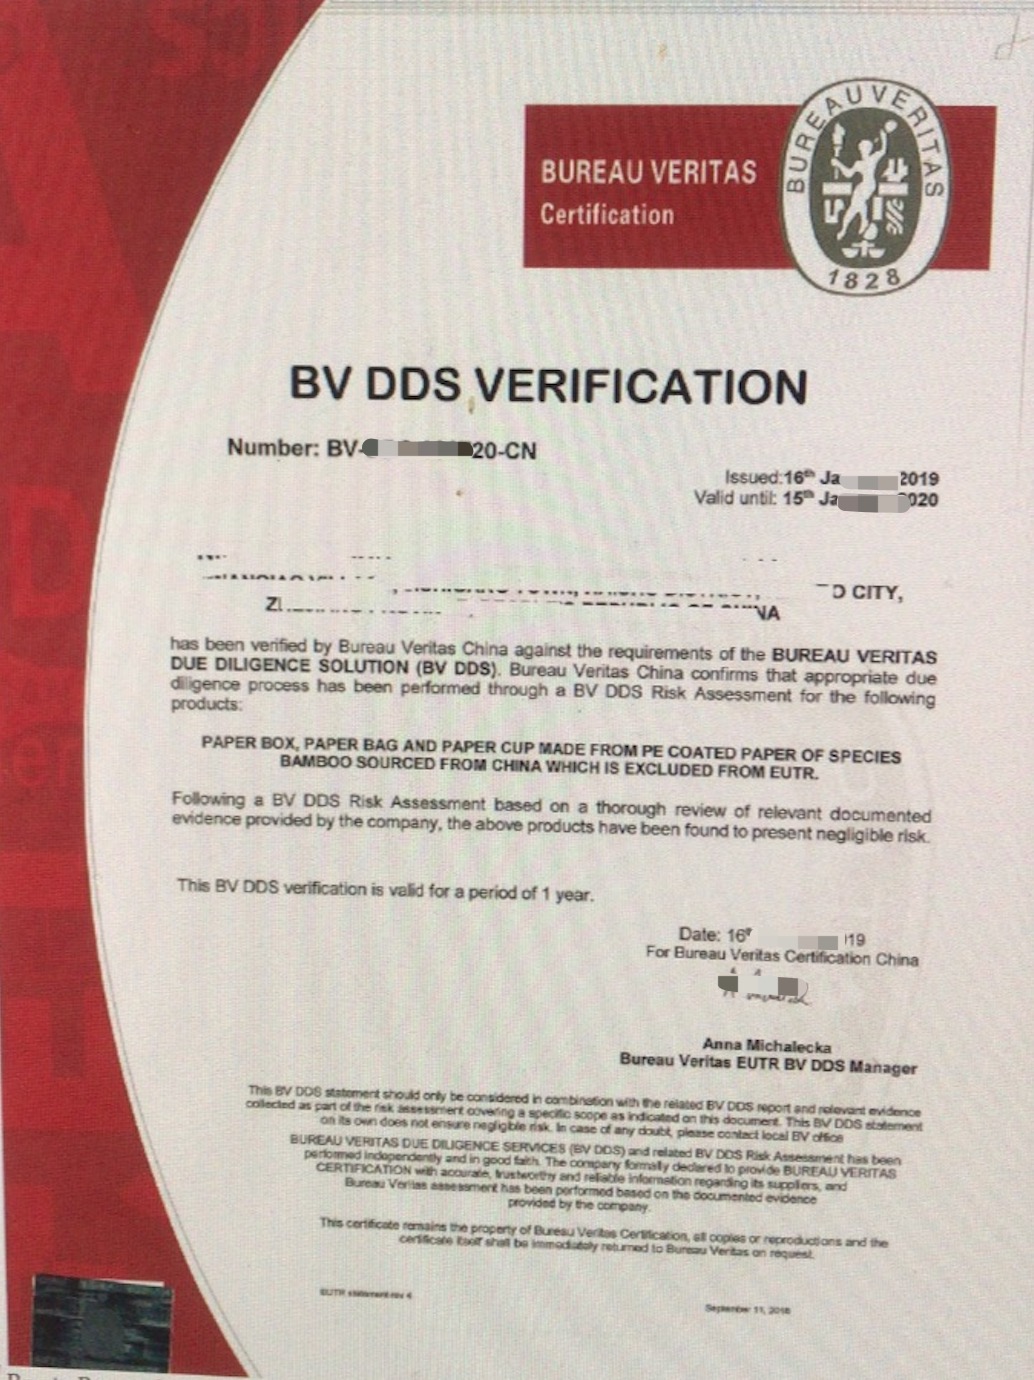 BUREAU VERITAS
Certification
BUREAU VERITAS
1828
BV DDS VERIFICATION
Number: BV-20-CN
Issued:16th Ja 2019
Valid until: 15th Ja 020
D CITY,
has been verified by Bureau Veritas China against the requirements of the BUREAU VERITAS
DUE DILIGENCE SOLUTION (BV DDS). Bureau Veritas China confirms that appropriate due
diligence process has been performed through a BV DDS Risk Assessment for the following
products:
PAPER BOX, PAPER BAG AND PAPER CUP MADE FROM PE COATED PAPER OF SPECIES
BAMBOO SOURCED FROM CHINA WHICH IS EXCLUDED FROM EUTR.
Following a BV DDS Risk Assessment based on a thorough review of relevant documented
evidence provided by the company, the above products have been found to present negligible risk.
This BV DDS verification is valid for a period of 1 year.
Date: 16 19
For Bureau Veritas Certification China
Anna Michalecka
Bureau Veritas EUTR BV DDS Manager
This BV DDS statement should only be considered in combination with the related BV DDS report and relevant evidence
collected as part of the risk assessment covering a specific scope as indicated on this document. This BV DDS statement
on its own does not ensure negligible risk. In case of any doubt, please contact local BV office
BUREAU VERITAS DUE DILIGENCE SERVICES (BV DDS) and related BV DDS Risk Assessment has been
performed independently and in good faith. The company formally declared to provide BUREAU VERITAS
CERTIFICATION with accurate, trustworthy and reliable information regarding its suppliers, and
Bureau Veritas assessment has been performed based on the documented evidence
provided by the company.
This certificate remains the property of Bureau Veritas Certification, all copies or reproductions and the
certificate itself shall be immediately returned to Bureau Veritas on request.
EUTR statement rev 4
September 11, 2018